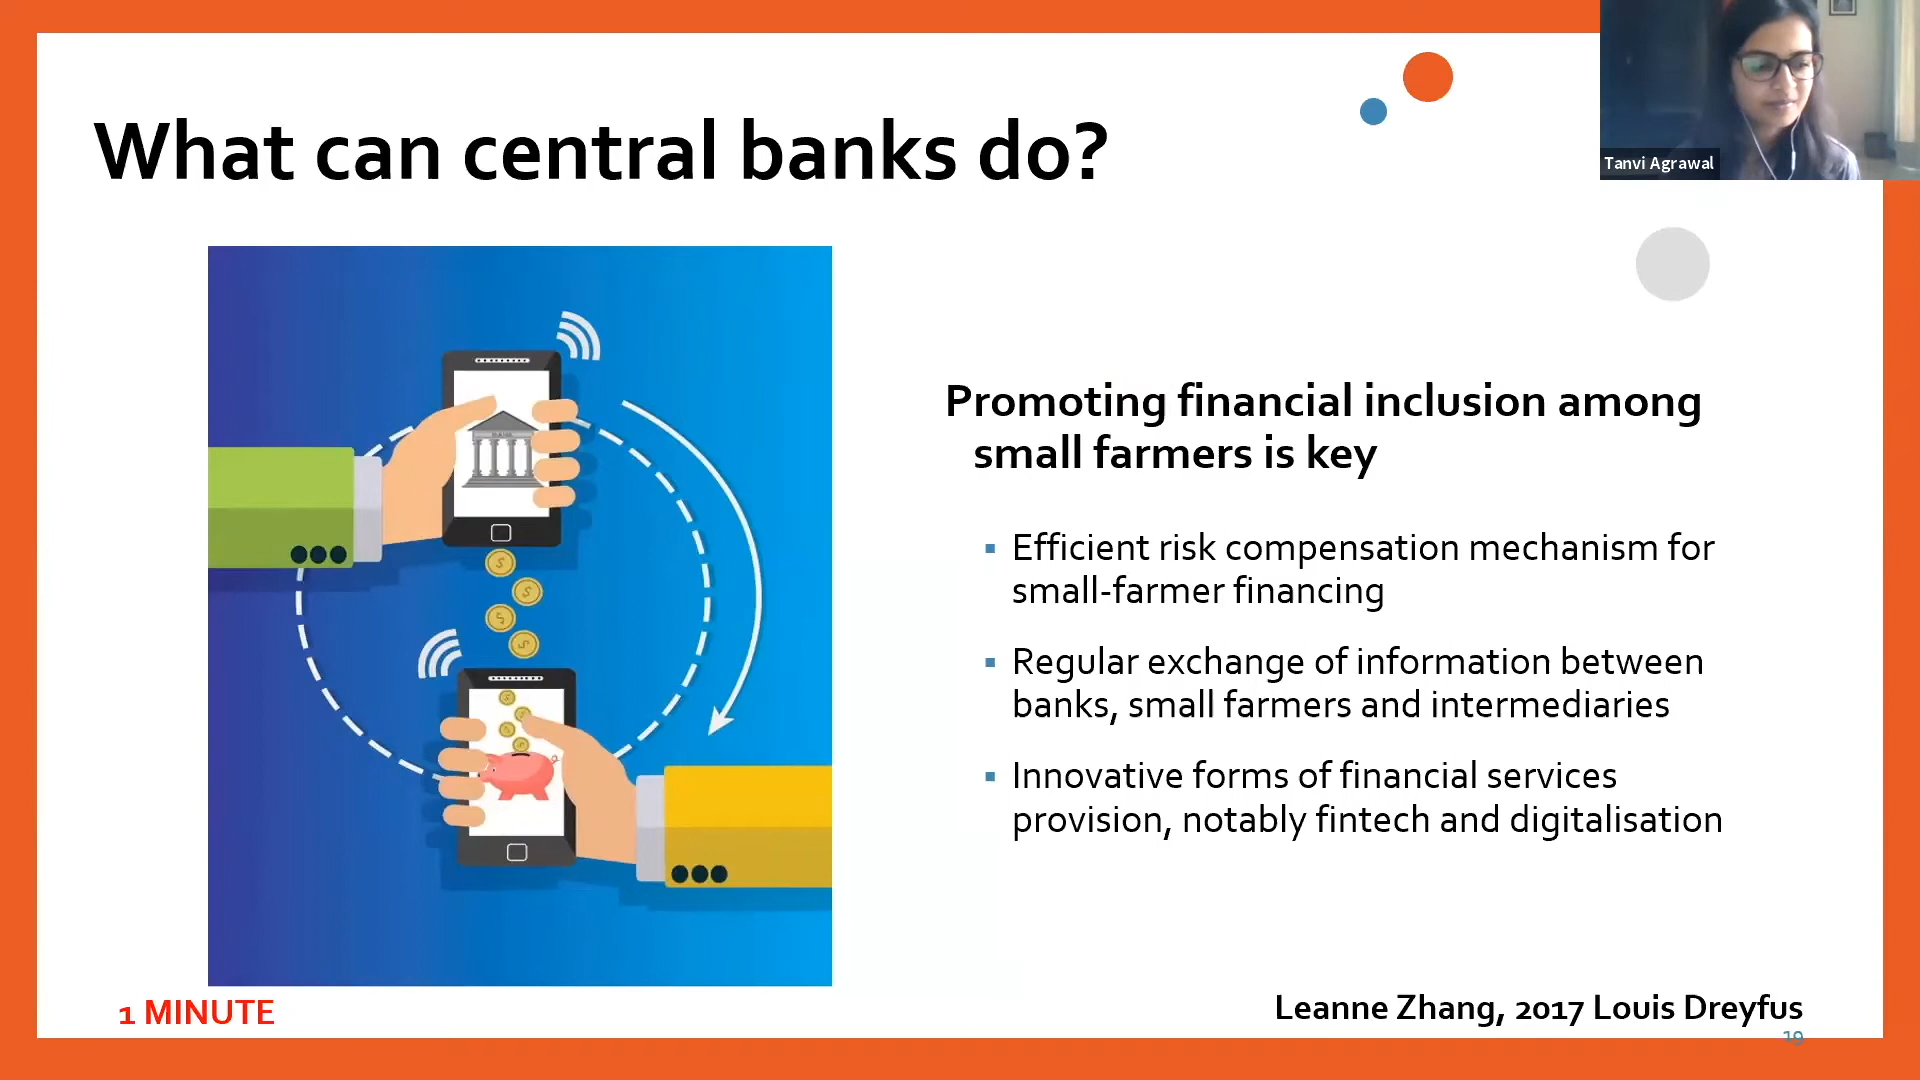 What can central banks do?
Tanvi Agrawal
Promoting financial inclusion among
small farmers is key
▪ Efficient risk compensation mechanism for
small-farmer financing
▪ Regular exchange of information between
banks, small farmers and intermediaries
▪ Innovative forms of financial services
provision, notably fintech and digitalisation
1 MINUTE
Leanne Zhang, 2017 Louis Dreyfus
19